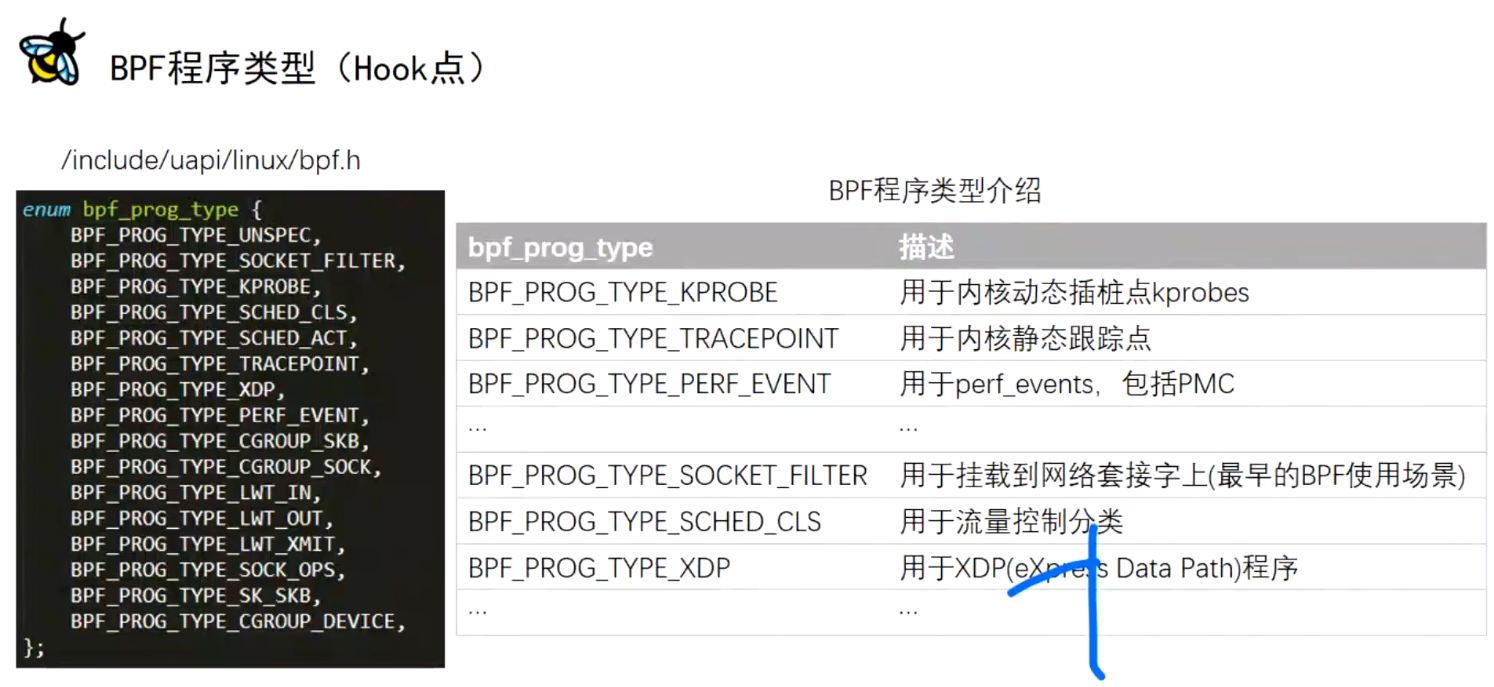 BPF程序类型（Hook点）
/include/uapi/linux/bpf.h
enum bpf_prog_type {
BPF_PROG_TYPE_UNSPEC,
BPF_PROG_TYPE_SOCKET_FILTER,
BPF_PROG_TYPE_KPROBE,
BPF_PROG_TYPE_SCHED_CLS,
BPF_PROG_TYPE_SCHED_ACT,
BPF_PROG_TYPE_TRACEPOINT,
BPF_PROG_TYPE_XDP,
BPF_PROG_TYPE_PERF_EVENT,
BPF_PROG_TYPE_CGROUP_SKB,
BPF_PROG_TYPE_CGROUP_SOCK,
BPF_PROG_TYPE_LWT_IN,
BPF_PROG_TYPE_LWT_OUT,
BPF_PROG_TYPE_LWT_XMIT,
BPF_PROG_TYPE_SOCK_OPS,
BPF_PROG_TYPE_SK_SKB,
BPF_PROG_TYPE_CGROUP_DEVICE,
};
BPF程序类型介绍
bpf_prog_type 描述
BPF_PROG_TYPE_KPROBE 用于内核动态插桩点kprobes
BPF_PROG_TYPE_TRACEPOINT 用于内核静态跟踪点
BPF_PROG_TYPE_PERF_EVENT 用于perf_events，包括PMC
... ...
BPF_PROG_TYPE_SOCKET_FILTER 用于挂载到网络套接字上(最早的BPF使用场景)
BPF_PROG_TYPE_SCHED_CLS 用于流量控制分类
BPF_PROG_TYPE_XDP 用于XDP(eXpress Data Path)程序
... ...